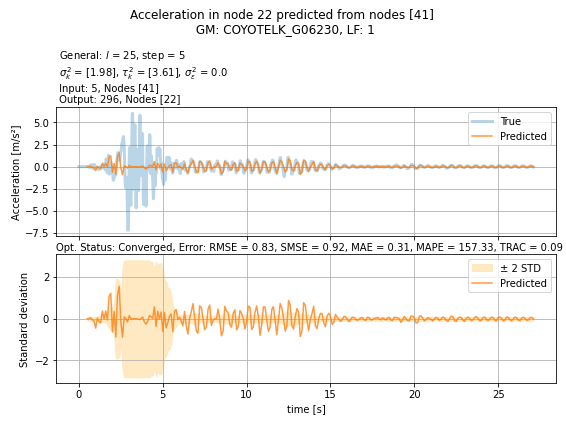 Acceleration in node 22 predicted from nodes [41]
GM: COYOTELK_G06230, LF: 1
General: l = 25, step = 5
σ²ₖ = [1.98], τ²ₖ = [3.61], σ²ε = 0.0
Input: 5, Nodes [41]
Output: 296, Nodes [22]
5.0
2.5
0.0
−2.5
−5.0
−7.5
Acceleration [m/s²]
True
Predicted
Opt. Status: Converged, Error: RMSE = 0.83, SMSE = 0.92, MAE = 0.31, MAPE = 157.33, TRAC = 0.09
2
0
−2
Standard deviation
± 2 STD
Predicted
0 5 10 15 20 25
time [s]